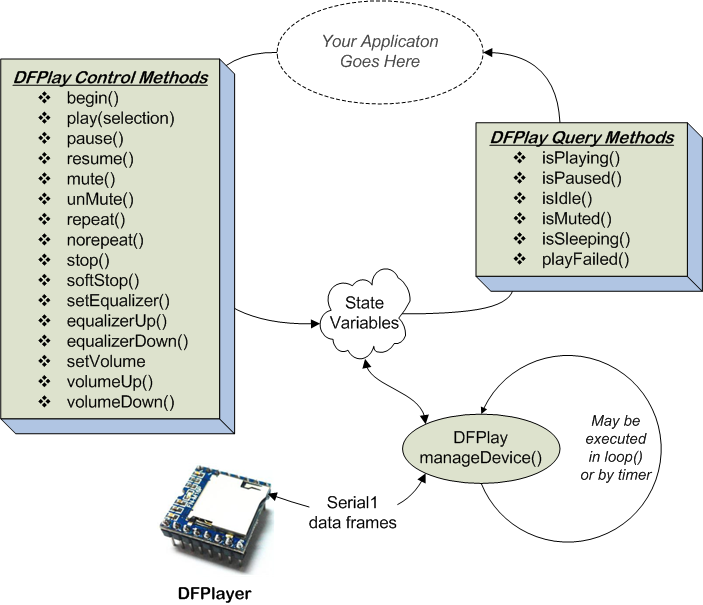 Your Applicaton
Goes Here
DFPlay Control Methods
❖ begin()
❖ play(selection)
❖ pause()
❖ resume()
❖ mute()
❖ unMute()
❖ repeat()
❖ norepeat()
❖ stop()
❖ softStop()
❖ setEqualizer()
❖ equalizerUp()
❖ equalizerDown()
❖ setVolume
❖ volumeUp()
❖ volumeDown()
DFPlay Query Methods
❖ isPlaying()
❖ isPaused()
❖ isIdle()
❖ isMuted()
❖ isSleeping()
❖ playFailed()
State
Variables
DFPlay
manageDevice()
May be
executed
in loop()
or by timer
Serial1
data frames
DFPlayer